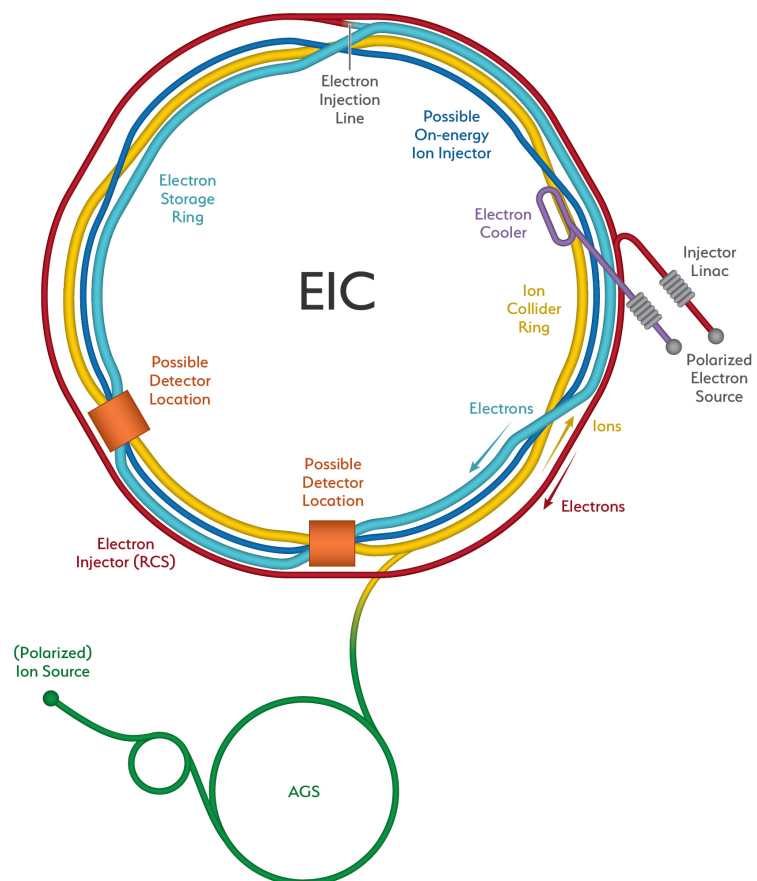 Electron
Injection
Line
Possible
On-energy
Ion Injector
Electron
Storage
Ring
Electron
Cooler
Injector
Linac
EIC
Ion
Collider
Ring
Polarized
Electron
Source
Possible
Detector
Location
Electrons
Ions
Possible
Detector
Location
Electrons
Electron
Injector (RCS)
(Polarized)
Ion Source
AGS